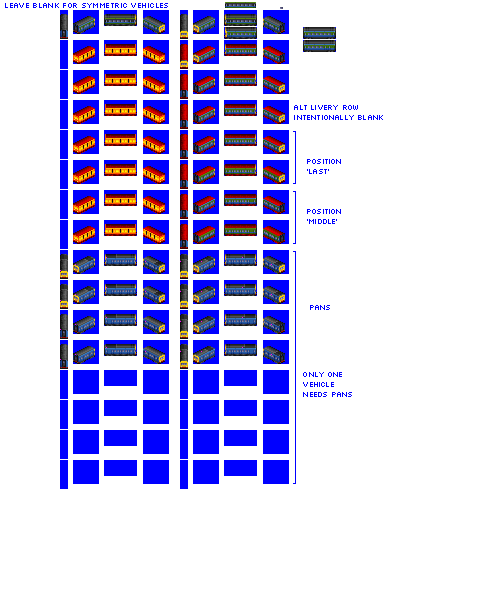 LEAVE BLANK FOR SYMMETRIC VEHICLES
ALT LIVERY ROW
INTENTIONALLY BLANK
POSITION
'LAST'
POSITION
'MIDDLE'
PANS
ONLY ONE
VEHICLE
NEEDS PANS